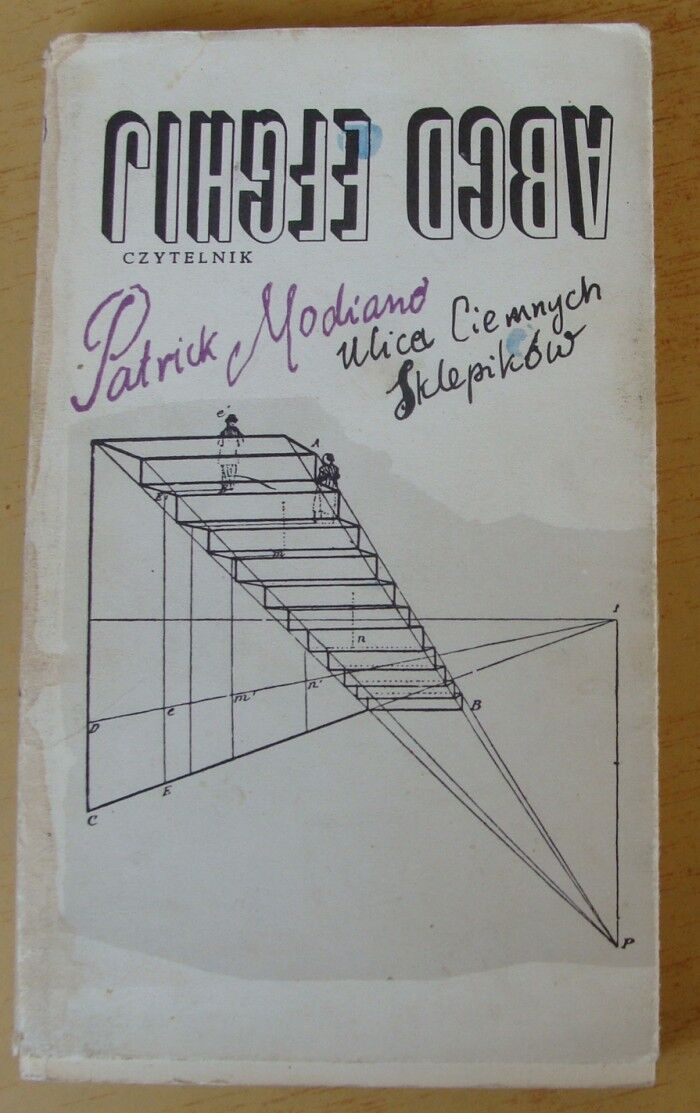 ABCD EFGHIJ
CZYTELNIK
Patrick Modiano
Ulica Ciemnych
Sklepików
e'
A
m
n
I
n'
m'
e
B
D
E
C
P